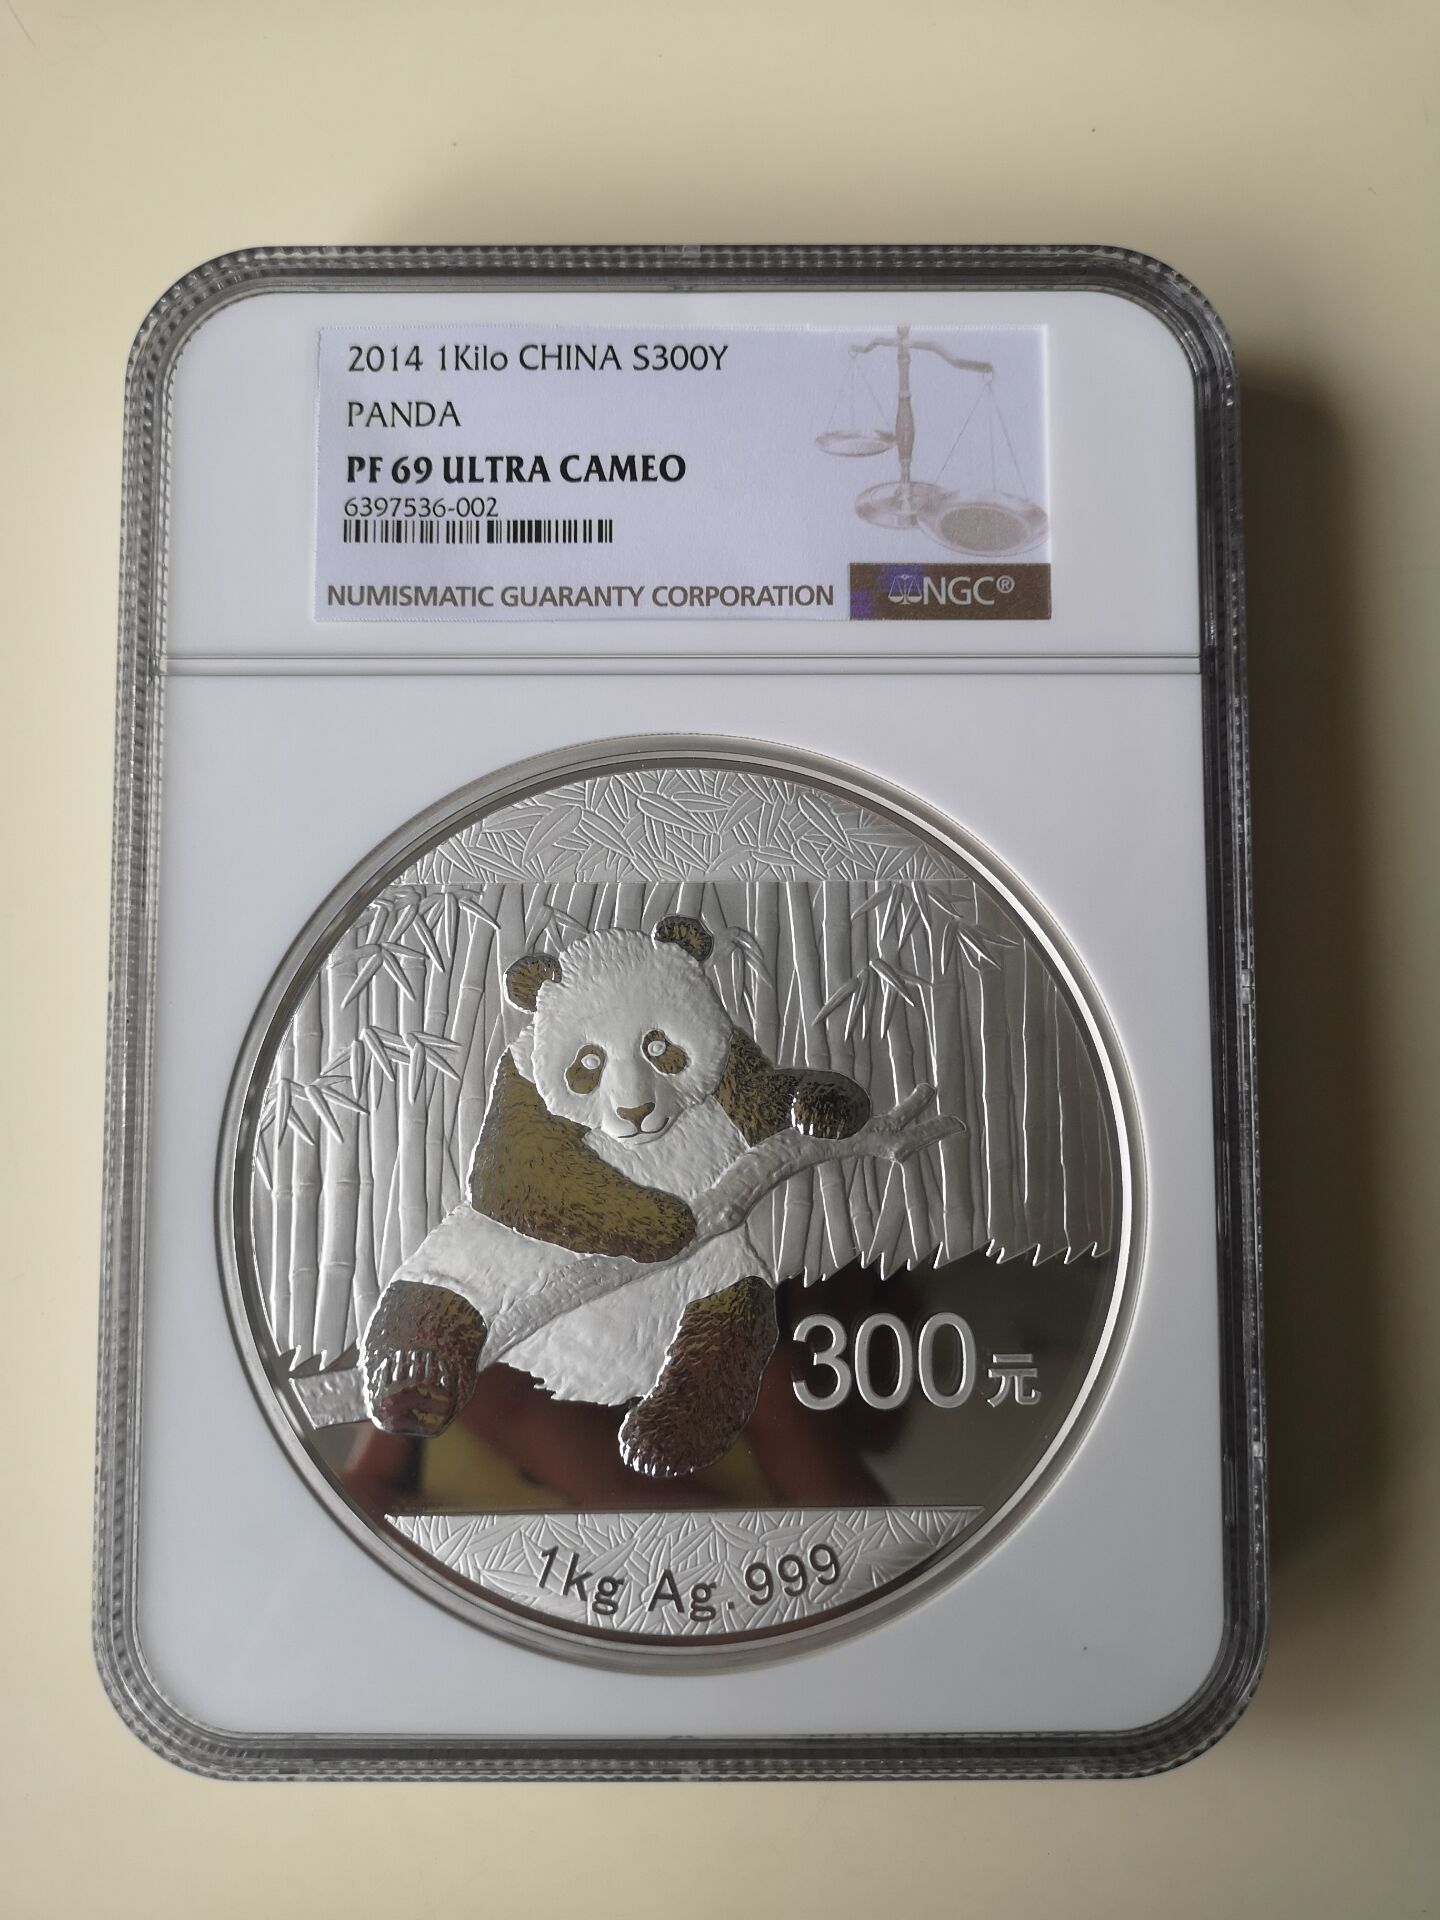 2014 1Kilo CHINA S300Y
PANDA
PF 69 ULTRA CAMEO
6397536-002
NUMISMATIC GUARANTY CORPORATION NGC®
300元
1kg Ag.999